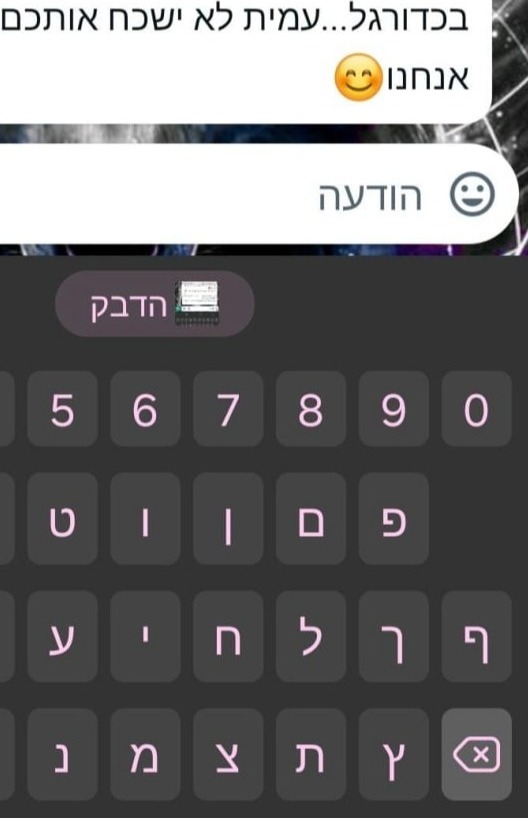 בכדורגל...עמית לא ישכח אותכם
אנחנו😊
הודעה
הדבק
5 6 7 8 9 0
ט ו ן ם פ
ע י ח ל ך ף
נ מ צ ת ץ